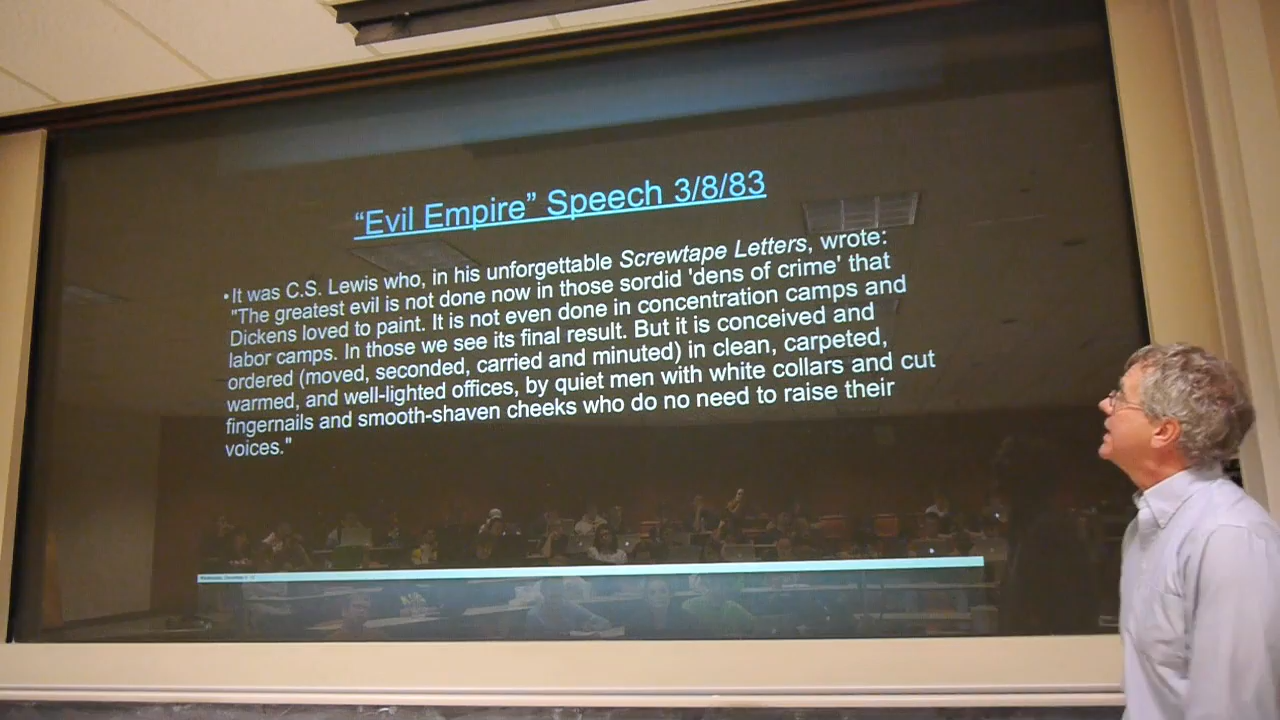 “Evil Empire” Speech 3/8/83
•It was C.S. Lewis who, in his unforgettable Screwtape Letters, wrote:
"The greatest evil is not done now in those sordid 'dens of crime' that
Dickens loved to paint. It is not even done in concentration camps and
labor camps. In those we see its final result. But it is conceived and
ordered (moved, seconded, carried and minuted) in clean, carpeted,
warmed, and well-lighted offices, by quiet men with white collars and cut
fingernails and smooth-shaven cheeks who do no need to raise their
voices."